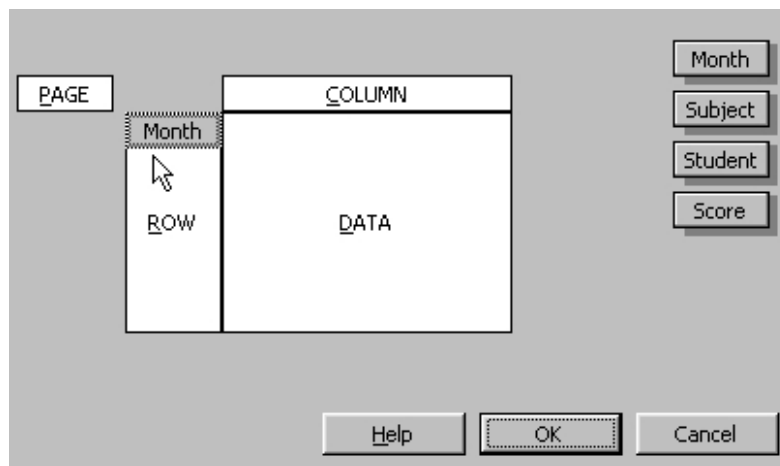 PAGE
COLUMN
Month
ROW
DATA
Month
Subject
Student
Score
Help
OK
Cancel